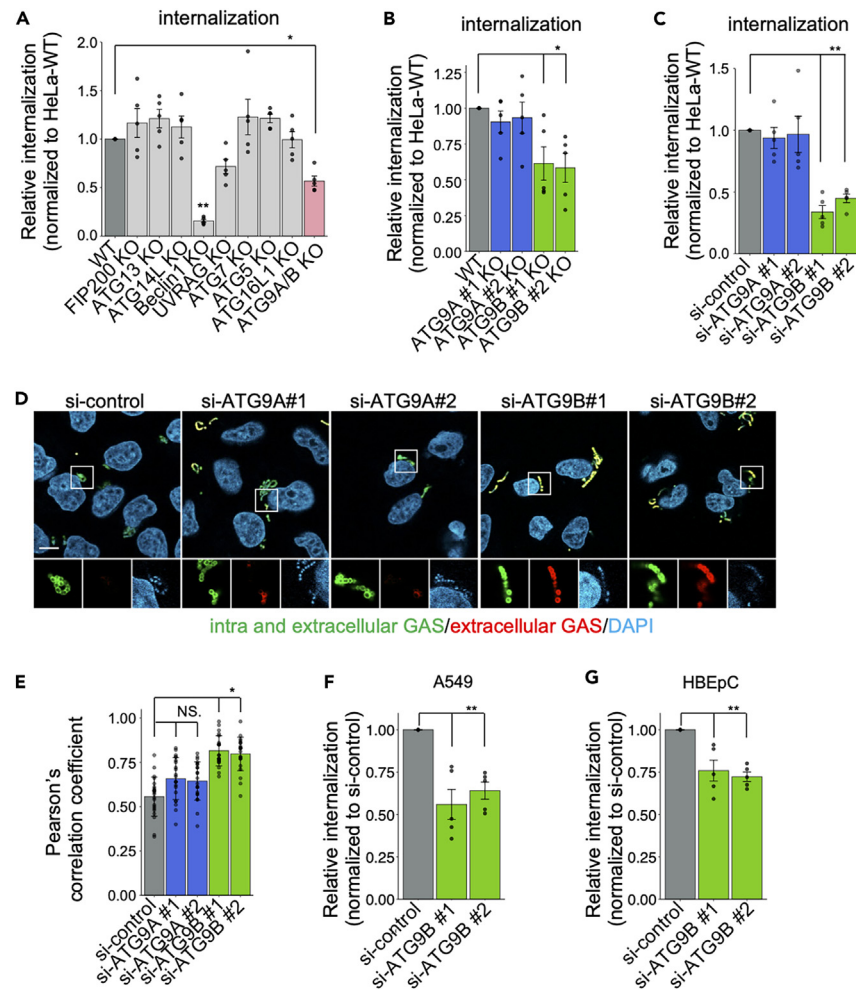 A
internalization
Relative internalization
(normalized to HeLa-WT)
2.0
1.5
1.0
0.5
0.0
*
**
WT
FIP200 KO
ATG13 KO
ATG14L KO
Beclin1 KO
UVRAG KO
ATG7 KO
ATG5 KO
ATG16L1 KO
ATG9A/B KO
B
internalization
Relative internalization
(normalized to HeLa-WT)
1.25
1.00
0.75
0.50
0.25
0.00
*
WT
ATG9A #1 KO
ATG9A #2 KO
ATG9B #1 KO
ATG9B #2 KO
C
internalization
Relative internalization
(normalized to HeLa-WT)
1.5
1.0
0.5
0.0
**
si-control
si-ATG9A #1
si-ATG9A #2
si-ATG9B #1
si-ATG9B #2
D
si-control
si-ATG9A#1
si-ATG9A#2
si-ATG9B#1
si-ATG9B#2
intra and extracellular GAS/extracellular GAS/DAPI
E
Pearson's
correlation coefficient
1.00
0.75
0.50
0.25
0.00
NS.
*
si-control
si-ATG9A #1
si-ATG9A #2
si-ATG9B #1
si-ATG9B #2
F
A549
Relative internalization
(normalized to si-control)
1.00
0.75
0.50
0.25
0.00
**
si-control
si-ATG9B #1
si-ATG9B #2
G
HBEpC
Relative internalization
(normalized to si-control)
1.00
0.75
0.50
0.25
0.00
**
si-control
si-ATG9B #1
si-ATG9B #2